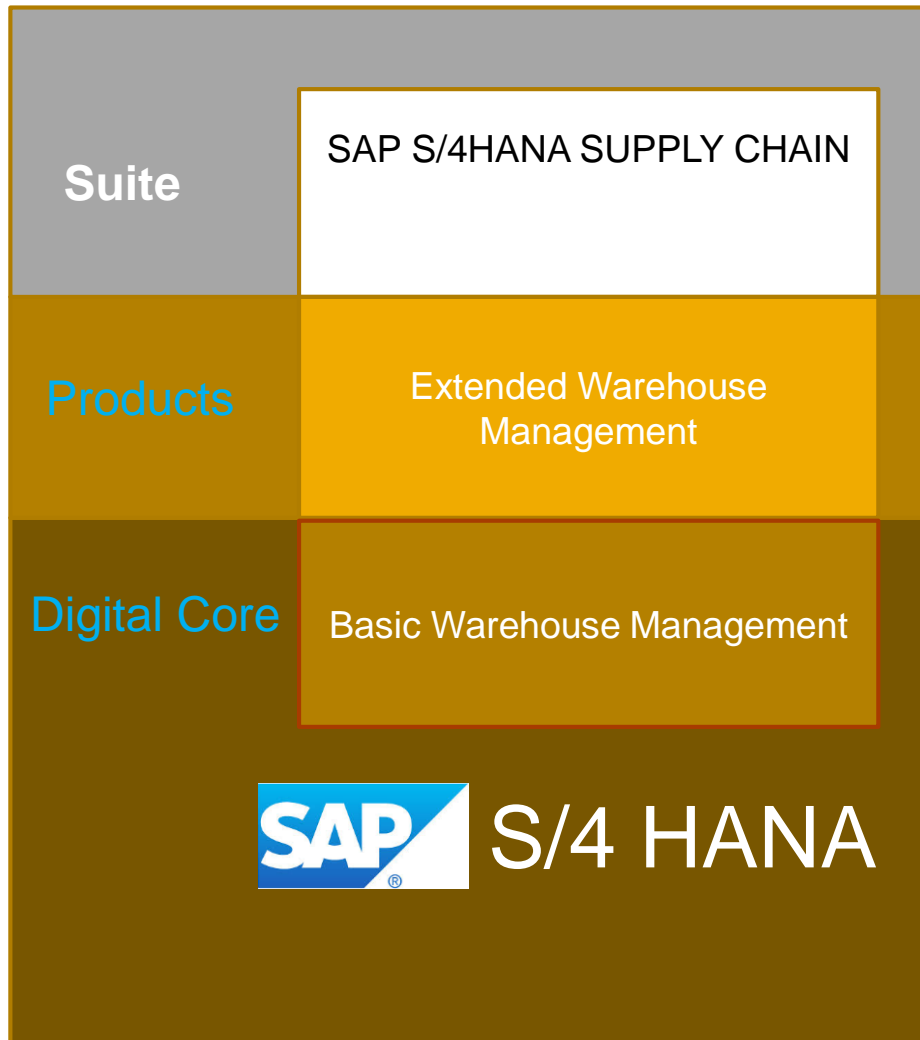 Suite
SAP S/4HANA SUPPLY CHAIN
Products
Extended Warehouse
Management
Digital Core
Basic Warehouse Management
SAP ®
S/4 HANA